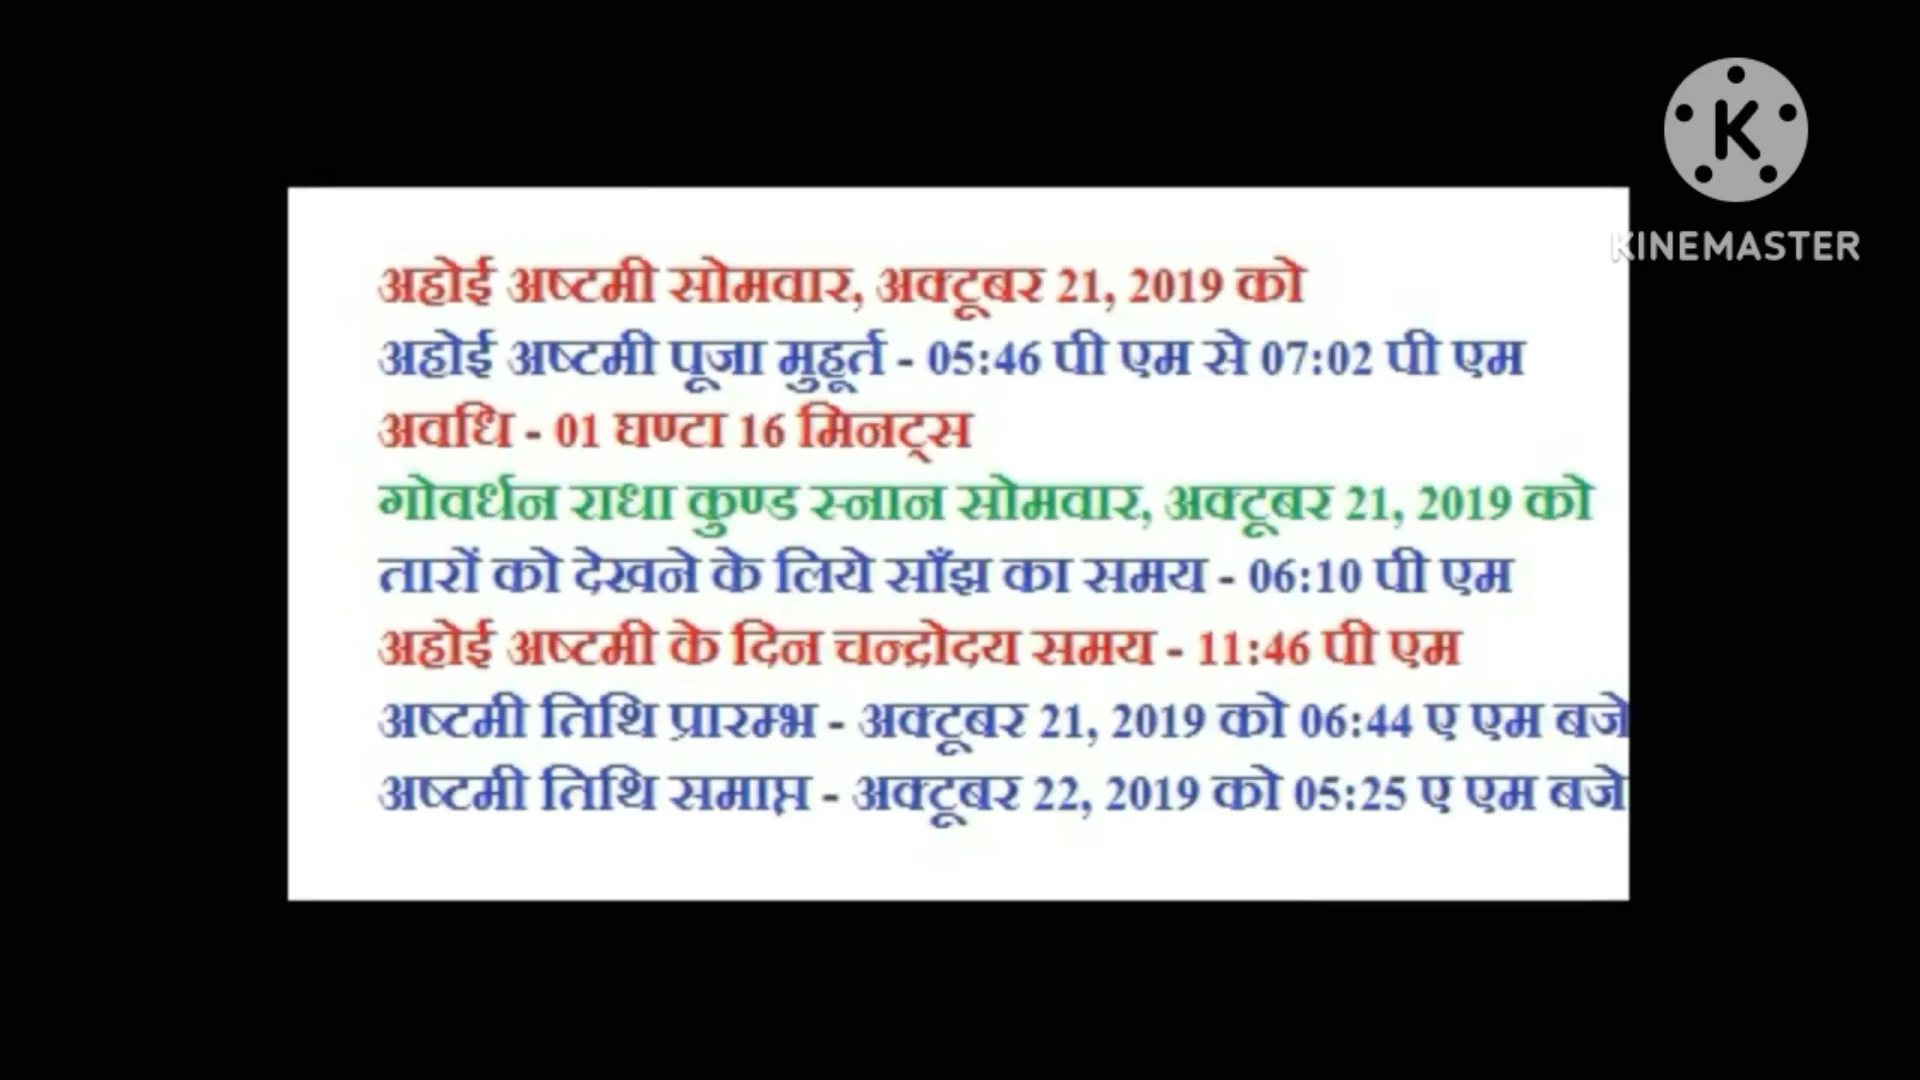 अहोई अष्टमी सोमवार, अक्टूबर 21, 2019 को
अहोई अष्टमी पूजा मुहूर्त - 05:46 पी एम से 07:02 पी एम
अवधि - 01 घण्टा 16 मिनट्स
गोवर्धन राधा कुण्ड स्नान सोमवार, अक्टूबर 21, 2019 को
तारों को देखने के लिये साँझ का समय - 06:10 पी एम
अहोई अष्टमी के दिन चन्द्रोदय समय - 11:46 पी एम
अष्टमी तिथि प्रारम्भ - अक्टूबर 21, 2019 को 06:44 ए एम बजे
अष्टमी तिथि समाप्त - अक्टूबर 22, 2019 को 05:25 ए एम बजे
K
KINEMASTER